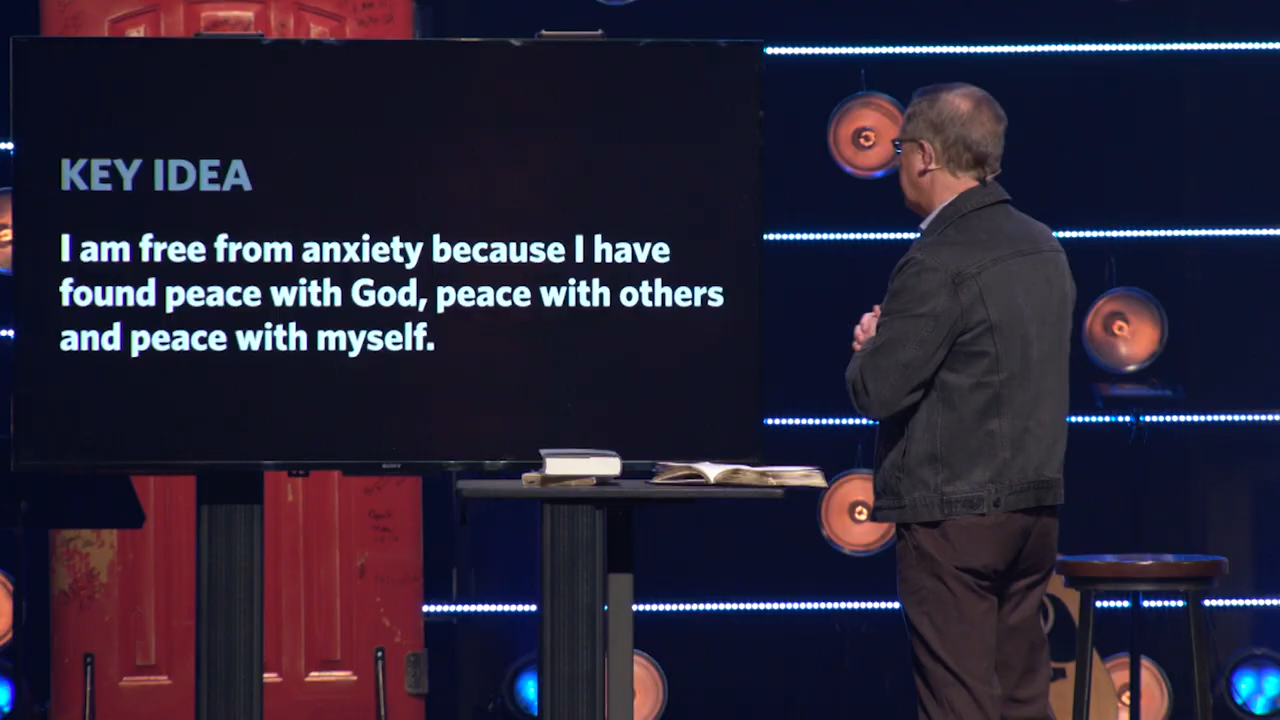 KEY IDEA
I am free from anxiety because I have
found peace with God, peace with others
and peace with myself.
SONY